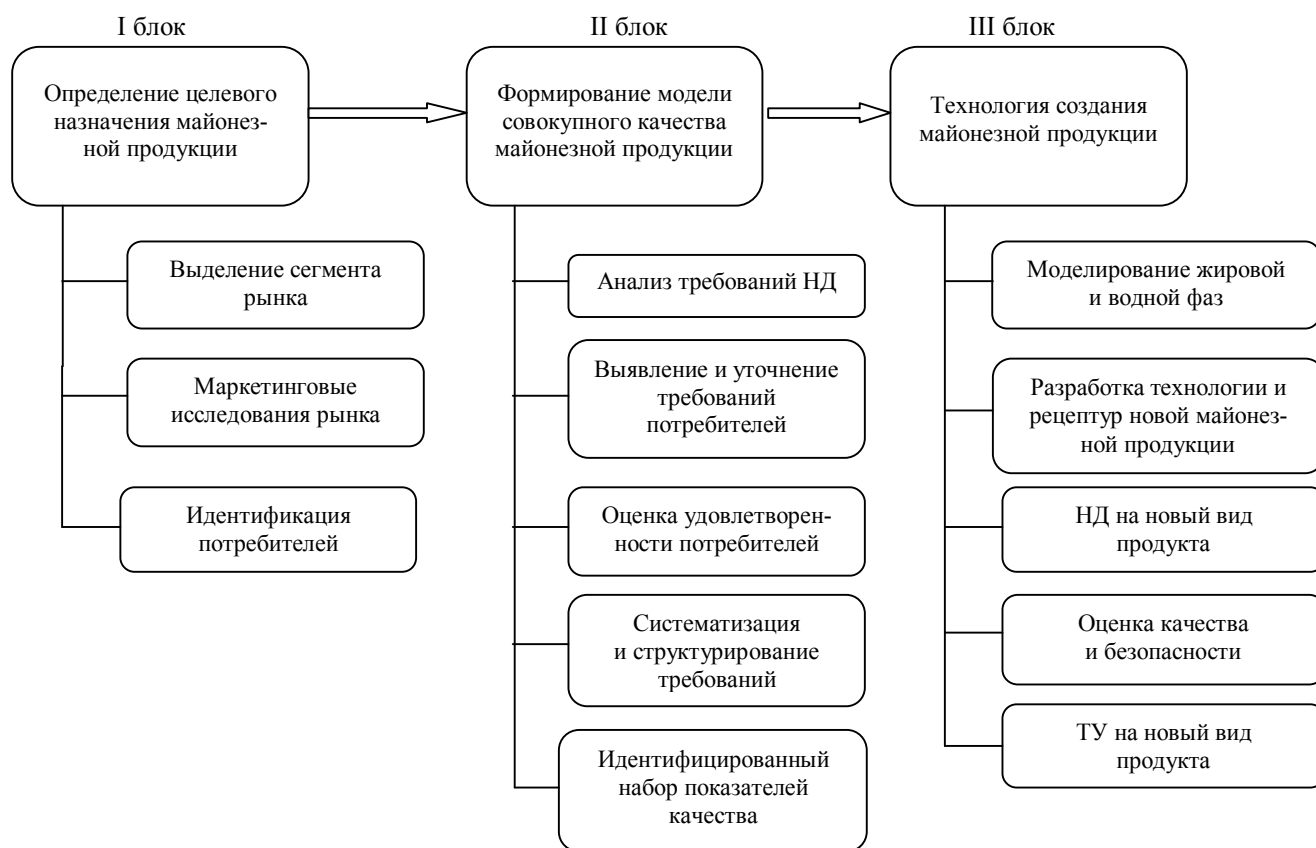 I блок
Определение целевого
назначения майонез-
ной продукции
Выделение сегмента
рынка
Маркетинговые
исследования рынка
Идентификация
потребителей
II блок
Формирование модели
совокупного качества
майонезной продукции
Анализ требований НД
Выявление и уточнение
требований
потребителей
Оценка удовлетворен-
ности потребителей
Систематизация
и структурирование
требований
Идентифицированный
набор показателей
качества
III блок
Технология создания
майонезной продукции
Моделирование жировой
и водной фаз
Разработка технологии и
рецептур новой майонез-
ной продукции
НД на новый вид
продукта
Оценка качества
и безопасности
ТУ на новый вид
продукта